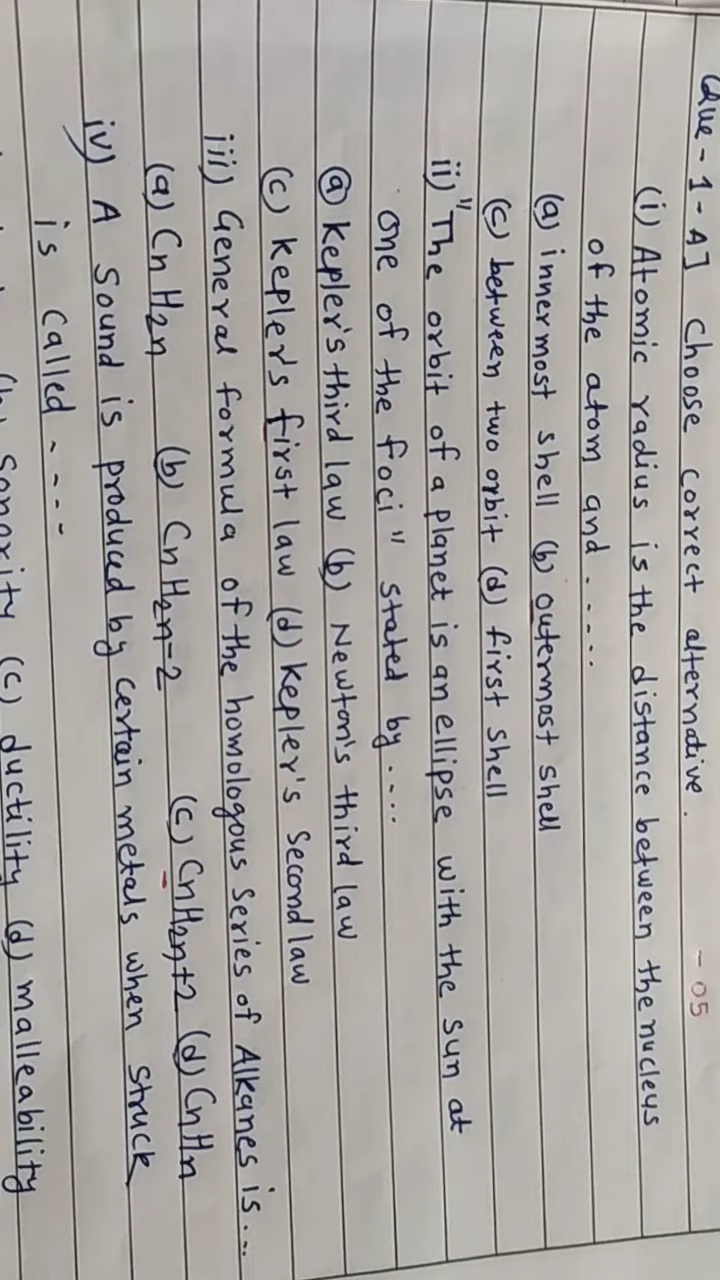 Que - 1 - A] Choose correct alternative. - 05
(i) Atomic radius is the distance between the nucleus
of the atom and .....
(a) innermost shell (b) outermost shell
(c) between two orbit (d) first shell
ii) "The orbit of a planet is an ellipse with the sun at
one of the foci" stated by ....
(a) Kepler's third law (b) Newton's third law
(c) Kepler's first law (d) Kepler's second law
iii) General formula of the homologous series of Alkanes is...
(a) CnH2n (b) CnH2n-2 (c) CnH2n+2 (d) CnHn
iv) A sound is produced by certain metals when struck
is called ----
(b) Sonority (c) ductility (d) malleability